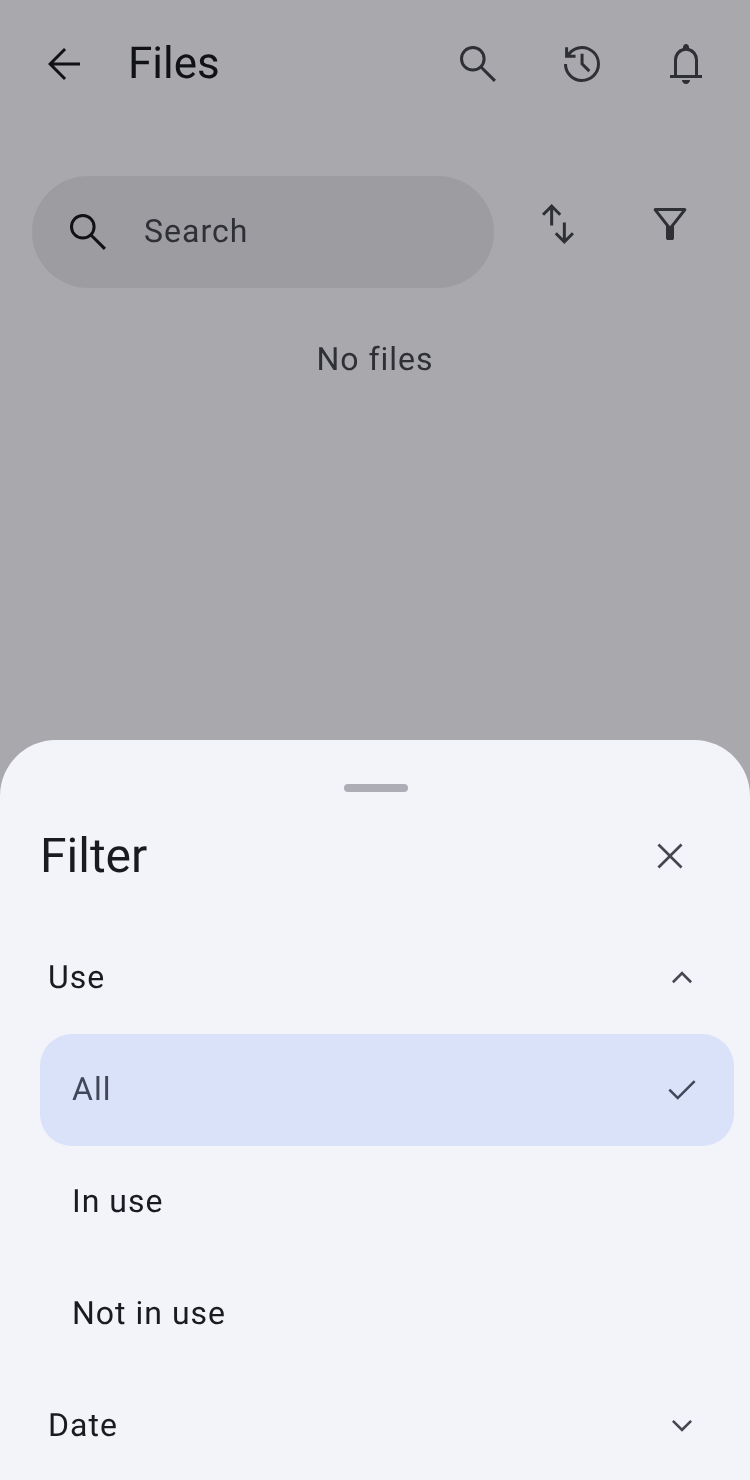 Files
Search
No files
Filter
Use
All
In use
Not in use
Date